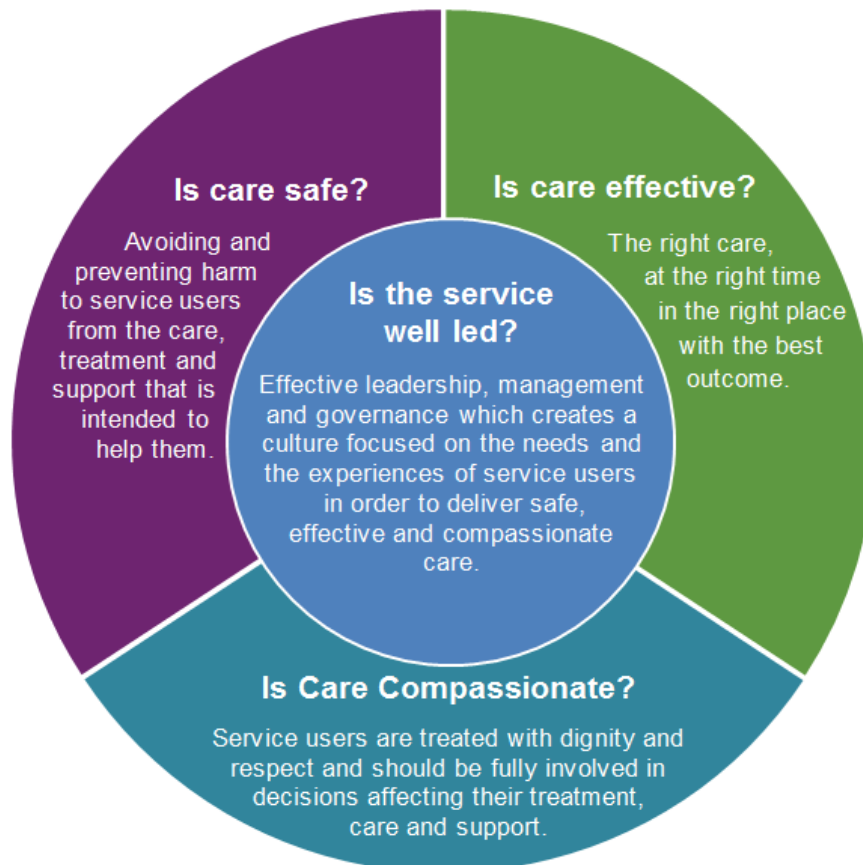 Is care safe?
Avoiding and
preventing harm
to service users
from the care,
treatment and
support that is
intended to
help them.
Is care effective?
The right care,
at the right time
in the right place
with the best
outcome.
Is the service
well led?
Effective leadership, management
and governance which creates a
culture focused on the needs and
the experiences of service users
in order to deliver safe,
effective and compassionate
care.
Is Care Compassionate?
Service users are treated with dignity and
respect and should be fully involved in
decisions affecting their treatment,
care and support.